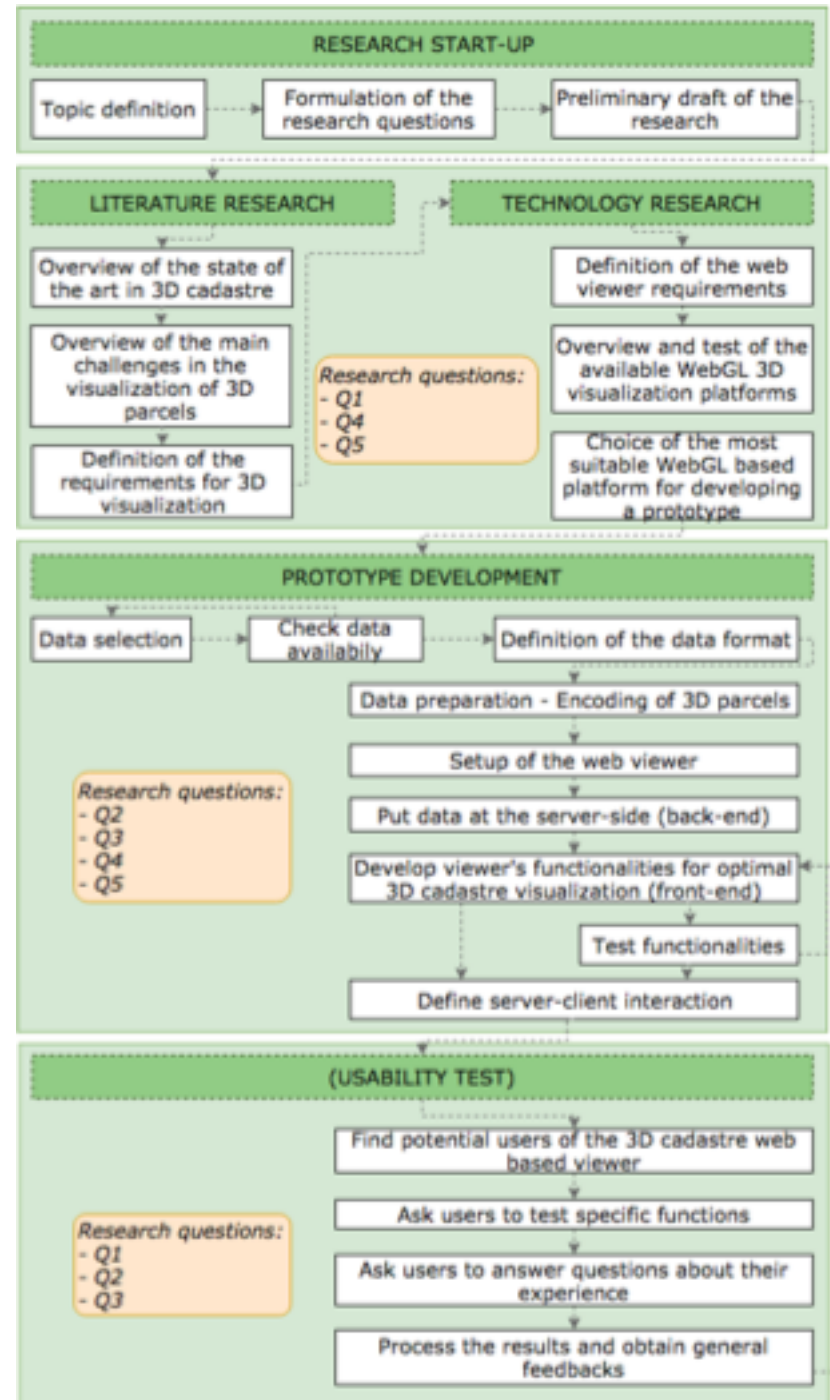 RESEARCH START-UP
Topic definition
Formulation of the
research questions
Preliminary draft of the
research
LITERATURE RESEARCH
Overview of the state of
the art in 3D cadastre
Overview of the main
challenges in the
visualization of 3D
parcels
Definition of the
requirements for 3D
visualization
Research questions:
- Q1
- Q4
- Q5
TECHNOLOGY RESEARCH
Definition of the web
viewer requirements
Overview and test of the
available WebGL 3D
visualization platforms
Choice of the most
suitable WebGL based
platform for developing
a prototype
PROTOTYPE DEVELOPMENT
Data selection
Check data
availabily
Definition of the data format
Data preparation - Encoding of 3D parcels
Setup of the web viewer
Put data at the server-side (back-end)
Develop viewer's functionalities for optimal
3D cadastre visualization (front-end)
Test functionalities
Define server-client interaction
Research questions:
- Q2
- Q3
- Q4
- Q5
(USABILITY TEST)
Find potential users of the 3D cadastre web
based viewer
Ask users to test specific functions
Ask users to answer questions about their
experience
Process the results and obtain general
feedbacks
Research questions:
- Q1
- Q2
- Q3